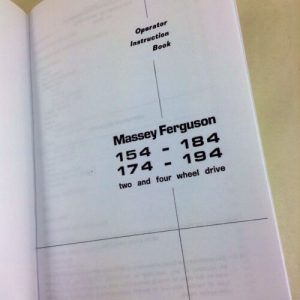 Operator
Instruction
Book
Massey Ferguson
154 - 184
174 - 194
two and four wheel drive